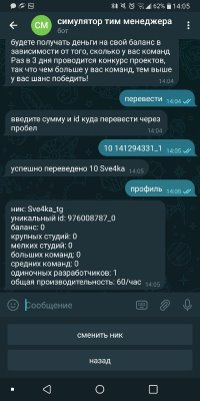 62% 14:05
СМ
симулятор тим менеджера
бот
будете получать деньги на свой баланс в
зависимости от того, сколько у вас команд
Раз в 3 дня проводится конкурс проектов,
так что чем больше у вас команд, тем выше
у вас шанс победить!
14:04
перевести
14:04
введите сумму и id куда перевести через
пробел
14:04
10 141294331_1
14:05
успешно переведено 10 Sve4ka
14:05
профиль
14:05
ник: Sve4ka_tg
уникальный id: 976008787_0
баланс: 0
крупных студий: 0
мелких студий: 0
больших команд: 0
средних команд: 0
одиночных разработчиков: 1
общая производительность: 60/час
14:05
Сообщение
сменить ник
назад